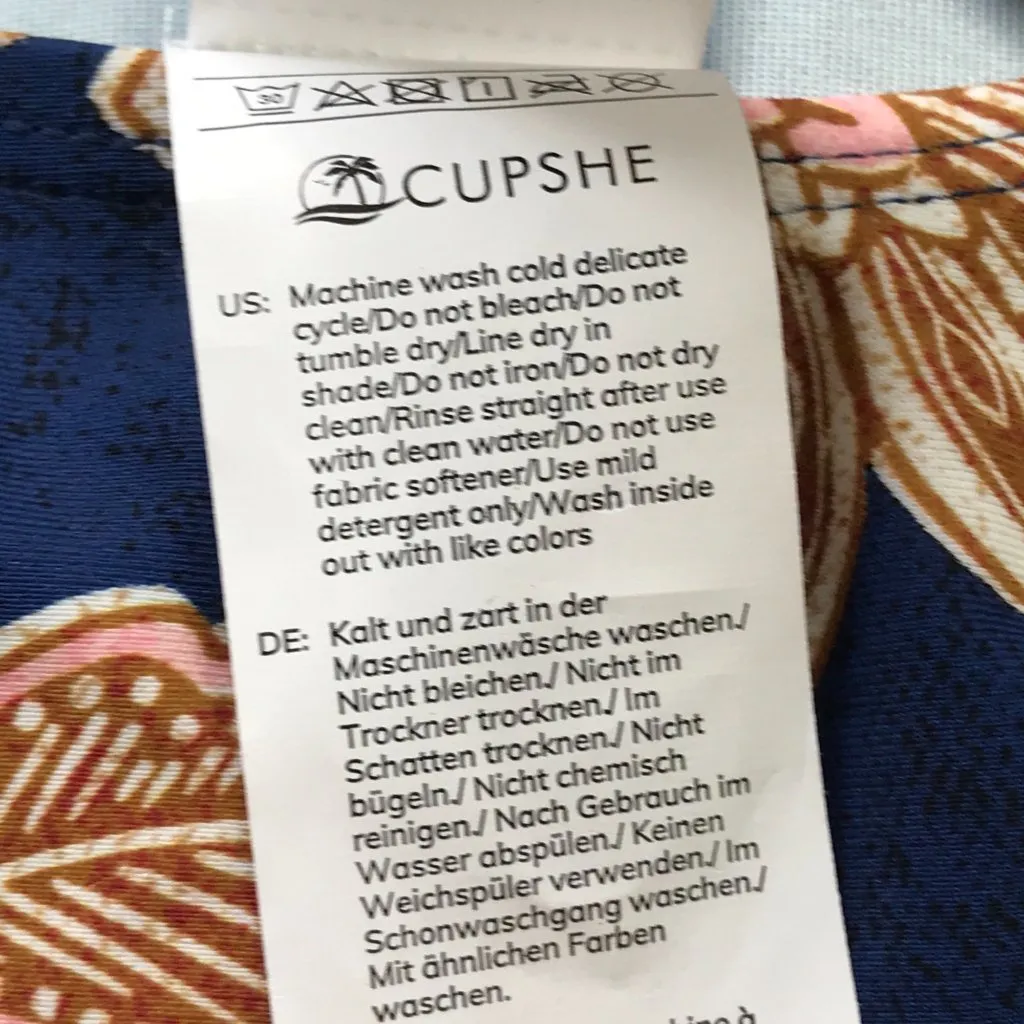 30
CUPSHE
US: Machine wash cold delicate
cycle/Do not bleach/Do not
tumble dry/Line dry in
shade/Do not iron/Do not dry
clean/Rinse straight after use
with clean water/Do not use
fabric softener/Use mild
detergent only/Wash inside
out with like colors
DE: Kalt und zart in der
Maschinenwäsche waschen./
Nicht bleichen./ Nicht im
Trockner trocknen./ Im
Schatten trocknen./ Nicht
bügeln./ Nicht chemisch
reinigen./ Nach Gebrauch im
Wasser abspülen./ Keinen
Weichspüler verwenden./ Im
Schonwaschgang waschen./
Mit ähnlichen Farben
waschen.
à